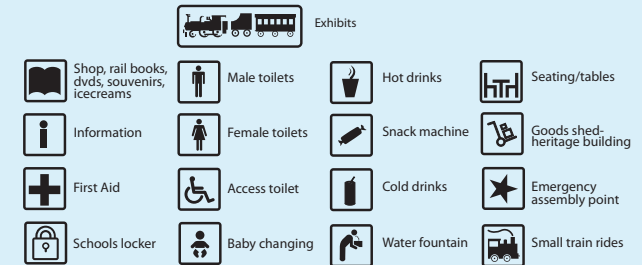 Exhibits
Shop, rail books,
dvds, souvenirs,
icecreams
Male toilets
Hot drinks
Seating/tables
Information
Female toilets
Snack machine
Goods shed-
heritage building
First Aid
Access toilet
Cold drinks
Emergency
assembly point
Schools locker
Baby changing
Water fountain
Small train rides